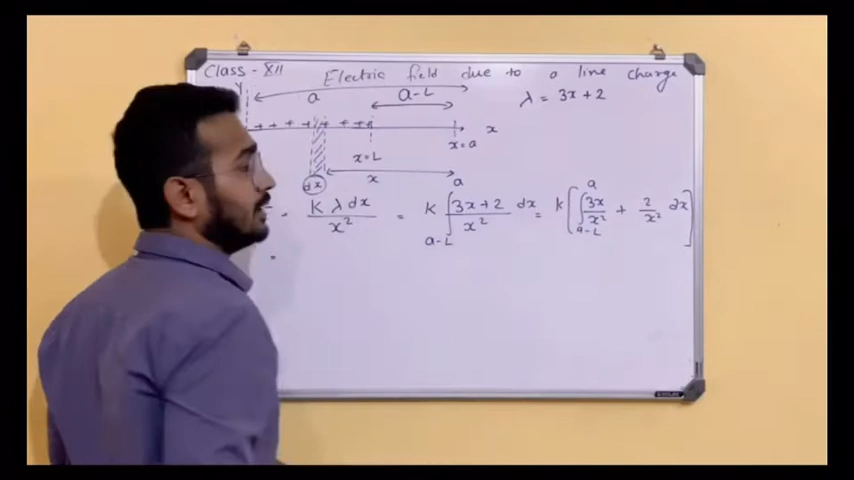 Class - XII Electric field due to a line charge
Y a a-L λ = 3x + 2
+ + + + + + + x
x=L x=a
dx x
= K λ dx / x² = K ∫ a-L a 3x+2 / x² dx = K [ ∫ a-L a 3x / x² + 2 / x² dx ]
=